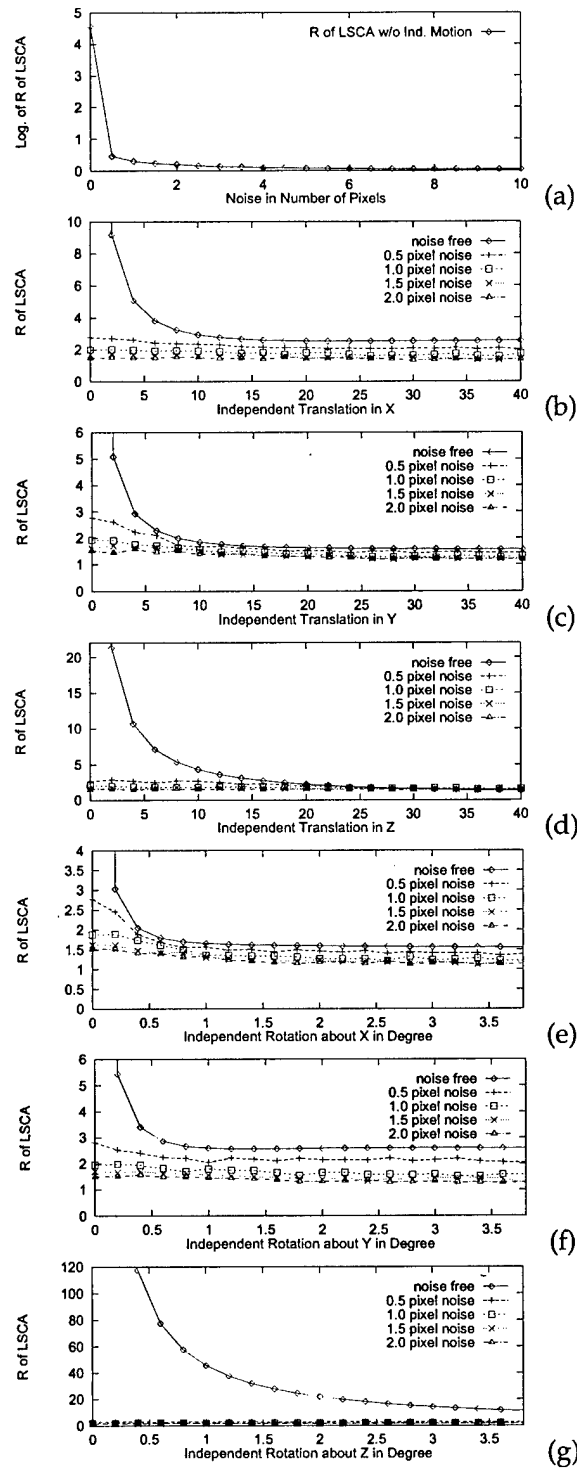 Log. of R of LSCA
5
4
3
2
1
0
R of LSCA w/o Ind. Motion
0 2 4 6 8 10
Noise in Number of Pixels
(a)
R of LSCA
10
8
6
4
2
0
noise free
0.5 pixel noise
1.0 pixel noise
1.5 pixel noise
2.0 pixel noise
0 5 10 15 20 25 30 35 40
Independent Translation in X
(b)
R of LSCA
6
5
4
3
2
1
0
noise free
0.5 pixel noise
1.0 pixel noise
1.5 pixel noise
2.0 pixel noise
0 5 10 15 20 25 30 35 40
Independent Translation in Y
(c)
R of LSCA
20
15
10
5
0
noise free
0.5 pixel noise
1.0 pixel noise
1.5 pixel noise
2.0 pixel noise
0 5 10 15 20 25 30 35 40
Independent Translation in Z
(d)
R of LSCA
4
3.5
3
2.5
2
1.5
1
0.5
0
noise free
0.5 pixel noise
1.0 pixel noise
1.5 pixel noise
2.0 pixel noise
0 0.5 1 1.5 2 2.5 3 3.5
Independent Rotation about X in Degree
(e)
R of LSCA
6
5
4
3
2
1
0
noise free
0.5 pixel noise
1.0 pixel noise
1.5 pixel noise
2.0 pixel noise
0 0.5 1 1.5 2 2.5 3 3.5
Independent Rotation about Y in Degree
(f)
R of LSCA
120
100
80
60
40
20
0
noise free
0.5 pixel noise
1.0 pixel noise
1.5 pixel noise
2.0 pixel noise
0 0.5 1 1.5 2 2.5 3 3.5
Independent Rotation about Z in Degree
(g)